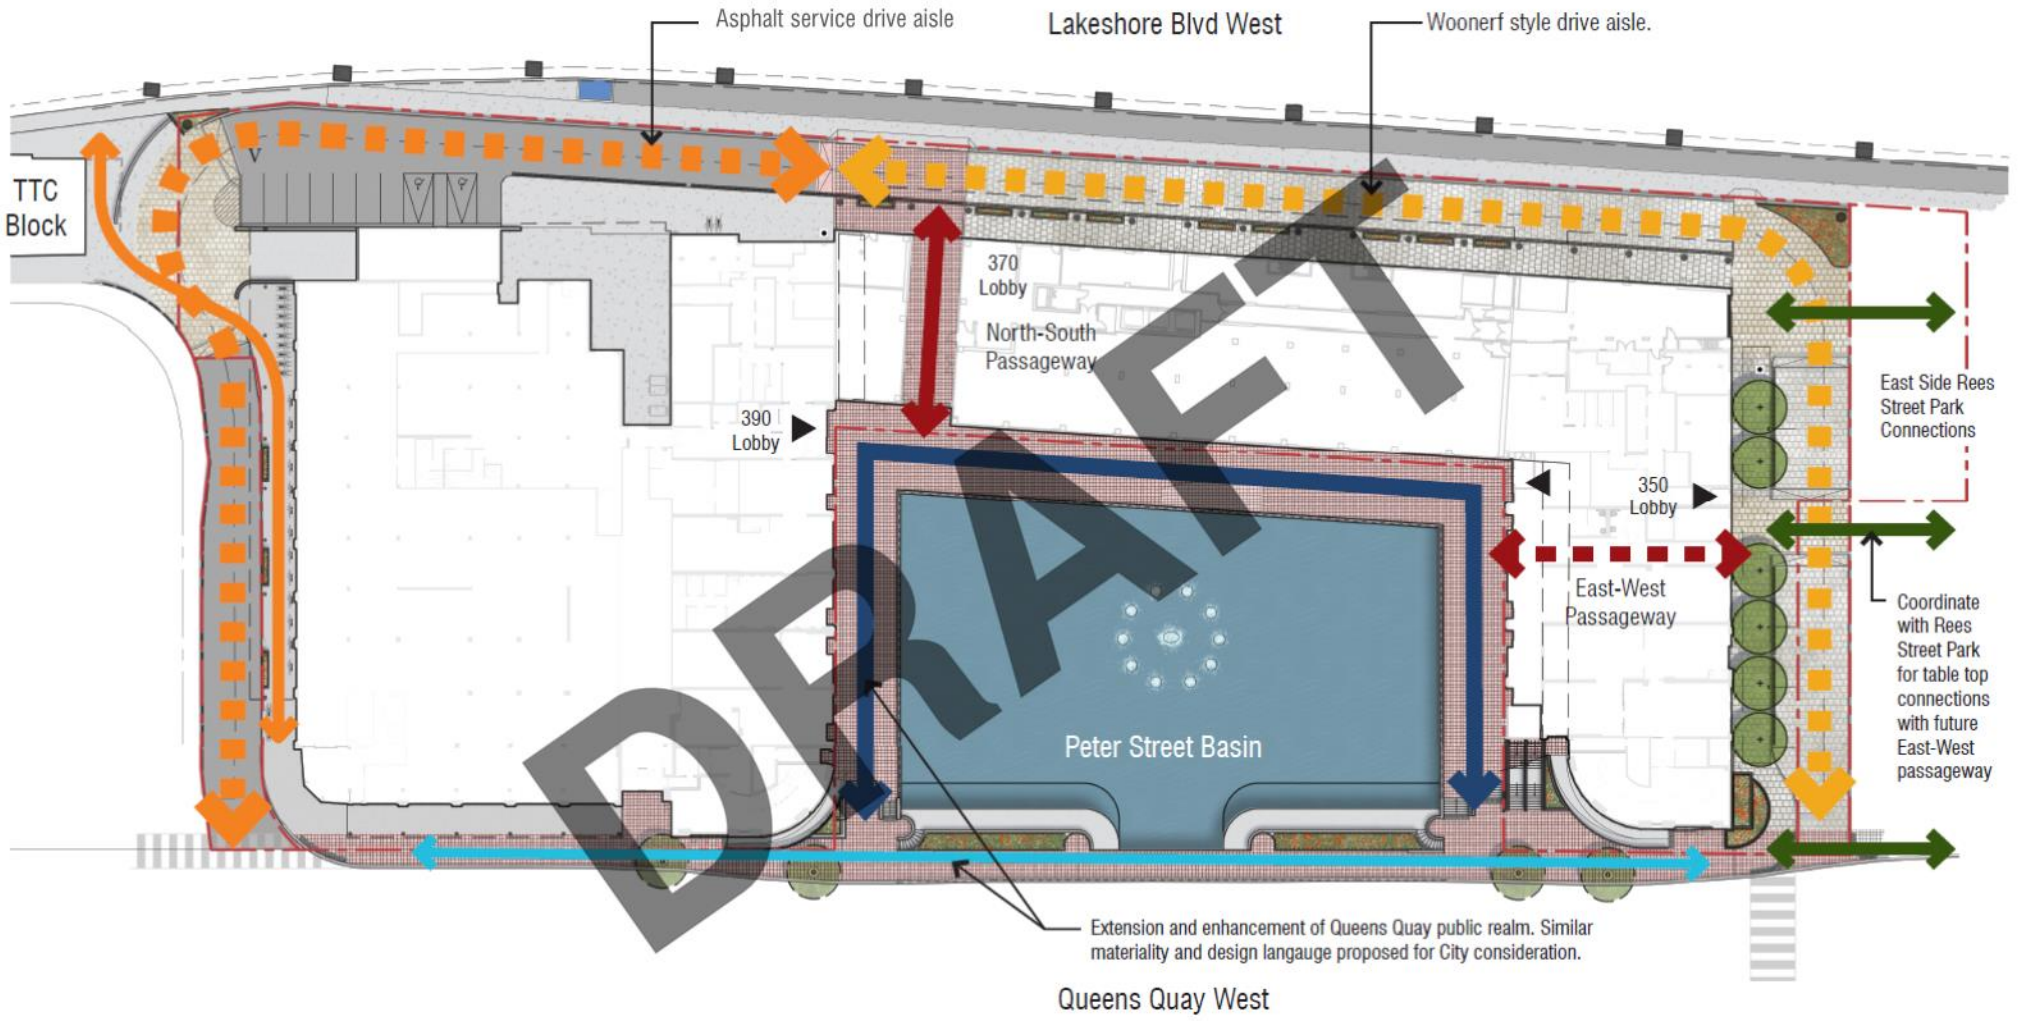 Asphalt service drive aisle
Lakeshore Blvd West
Woonerf style drive aisle.
TTC
Block
V
370
Lobby
North-South
Passageway
390
Lobby
350
Lobby
East Side Rees
Street Park
Connections
East-West
Passageway
Coordinate
with Rees
Street Park
for table top
connections
with future
East-West
passageway
Peter Street Basin
DRAFT
Extension and enhancement of Queens Quay public realm. Similar
materiality and design langauge proposed for City consideration.
Queens Quay West